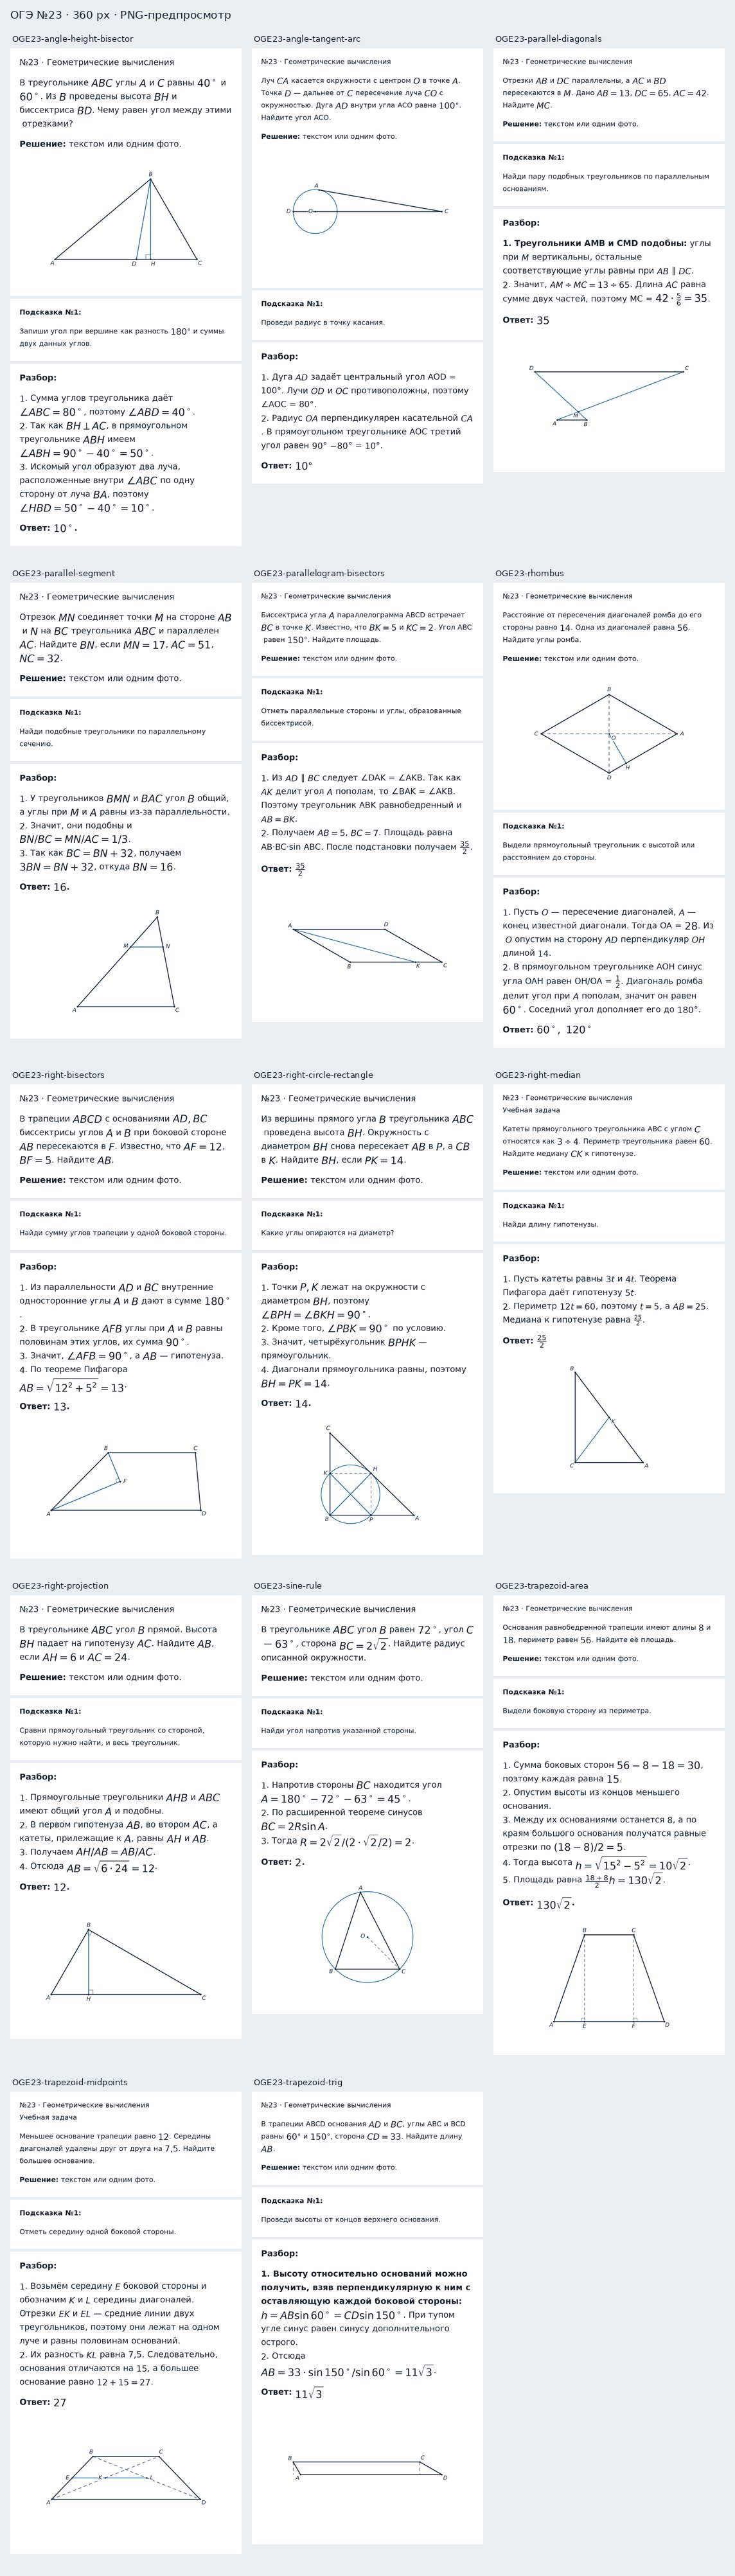 ОГЭ №23 · 360 px · PNG-предпросмотр
OGE23-angle-height-bisector
№23 · Геометрические вычисления
В треугольнике ABC углы A и C равны 40° и
60°. Из B проведены высота BH и
биссектриса BD. Чему равен угол между этими
отрезками?
Решение: текстом или одним фото.
B
A
D
H
C
Подсказка №1:
Запиши угол при вершине как разность 180° и суммы
двух данных углов.
Разбор:
1. Сумма углов треугольника даёт
∠ABC = 80°, поэтому ∠ABD = 40°.
2. Так как BH ⊥ AC, в прямоугольном
треугольнике ABH имеем
∠ABH = 90° − 40° = 50°.
3. Искомый угол образуют два луча,
расположенные внутри ∠ABC по одну
сторону от луча BA, поэтому
∠HBD = 50° − 40° = 10°.
Ответ: 10°.
OGE23-angle-tangent-arc
№23 · Геометрические вычисления
Луч CA касается окружности с центром O в точке A.
Точка D — дальнее от C пересечение луча CO с
окружностью. Дуга AD внутри угла ACO равна 100°.
Найдите угол ACO.
Решение: текстом или одним фото.
A
D
O
C
Подсказка №1:
Проведи радиус в точку касания.
Разбор:
1. Дуга AD задаёт центральный угол AOD =
100°. Лучи OD и OC противоположны, поэтому
∠AOC = 80°.
2. Радиус OA перпендикулярен касательной CA
. В прямоугольном треугольнике AOC третий
угол равен 90° −80° = 10°.
Ответ: 10°
OGE23-parallel-diagonals
№23 · Геометрические вычисления
Отрезки AB и DC параллельны, а AC и BD
пересекаются в M. Дано AB = 13, DC = 65, AC = 42.
Найдите MC.
Решение: текстом или одним фото.
Подсказка №1:
Найди пару подобных треугольников по параллельным
основаниям.
Разбор:
1. Треугольники AMB и CMD подобны: углы
при M вертикальны, остальные
соответствующие углы равны при AB ∥ DC.
2. Значит, AM ÷ MC = 13 ÷ 65. Длина AC равна
сумме двух частей, поэтому MC = 42 · 5/6 = 35.
Ответ: 35
D
C
M
A
B
OGE23-parallel-segment
№23 · Геометрические вычисления
Отрезок MN соединяет точки M на стороне AB
и N на BC треугольника ABC и параллелен
AC. Найдите BN, если MN = 17, AC = 51,
NC = 32.
Решение: текстом или одним фото.
Подсказка №1:
Найди подобные треугольники по параллельному
сечению.
Разбор:
1. У треугольников BMN и BAC угол B общий,
а углы при M и A равны из-за параллельности.
2. Значит, они подобны и
BN/BC = MN/AC = 1/3.
3. Так как BC = BN + 32, получаем
3BN = BN + 32, откуда BN = 16.
Ответ: 16.
B
M
N
A
C
OGE23-parallelogram-bisectors
№23 · Геометрические вычисления
Биссектриса угла A параллелограмма ABCD встречает
BC в точке K. Известно, что BK = 5 и KC = 2. Угол ABC
равен 150°. Найдите площадь.
Решение: текстом или одним фото.
Подсказка №1:
Отметь параллельные стороны и углы, образованные
биссектрисой.
Разбор:
1. Из AD ∥ BC следует ∠DAK = ∠AKB. Так как
AK делит угол A пополам, то ∠BAK = ∠AKB.
Поэтому треугольник ABK равнобедренный и
AB = BK.
2. Получаем AB = 5, BC = 7. Площадь равна
AB·BC·sin ABC. После подстановки получаем 35/2.
Ответ: 35/2
A
D
B
K
C
OGE23-rhombus
№23 · Геометрические вычисления
Расстояние от пересечения диагоналей ромба до его
стороны равно 14. Одна из диагоналей равна 56.
Найдите углы ромба.
Решение: текстом или одним фото.
B
C
O
A
H
D
Подсказка №1:
Выдели прямоугольный треугольник с высотой или
расстоянием до стороны.
Разбор:
1. Пусть O — пересечение диагоналей, A —
конец известной диагонали. Тогда OA = 28. Из
O опустим на сторону AD перпендикуляр OH
длиной 14.
2. В прямоугольном треугольнике AOH синус
угла OAH равен OH/OA = 1/2. Диагональ ромба
делит угол при A пополам, значит он равен
60°. Соседний угол дополняет его до 180°.
Ответ: 60°, 120°
OGE23-right-bisectors
№23 · Геометрические вычисления
В трапеции ABCD с основаниями AD, BC
биссектрисы углов A и B при боковой стороне
AB пересекаются в F. Известно, что AF = 12,
BF = 5. Найдите AB.
Решение: текстом или одним фото.
Подсказка №1:
Найди сумму углов трапеции у одной боковой стороны.
Разбор:
1. Из параллельности AD и BC внутренние
односторонние углы A и B дают в сумме 180°
.
2. В треугольнике AFB углы при A и B равны
половинам этих углов, их сумма 90°.
3. Значит, ∠AFB = 90°, а AB — гипотенуза.
4. По теореме Пифагора
AB = √(12² + 5²) = 13.
Ответ: 13.
B
C
F
A
D
OGE23-right-circle-rectangle
№23 · Геометрические вычисления
Из вершины прямого угла B треугольника ABC
проведена высота BH. Окружность с
диаметром BH снова пересекает AB в P, а CB
в K. Найдите BH, если PK = 14.
Решение: текстом или одним фото.
Подсказка №1:
Какие углы опираются на диаметр?
Разбор:
1. Точки P, K лежат на окружности с
диаметром BH, поэтому
∠BPH = ∠BKH = 90°.
2. Кроме того, ∠PBK = 90° по условию.
3. Значит, четырёхугольник BPHK —
прямоугольник.
4. Диагонали прямоугольника равны, поэтому
BH = PK = 14.
Ответ: 14.
C
K
H
B
P
A
OGE23-right-median
№23 · Геометрические вычисления
Учебная задача
Катеты прямоугольного треугольника ABC с углом C
относятся как 3 ÷ 4. Периметр треугольника равен 60.
Найдите медиану CK к гипотенузе.
Решение: текстом или одним фото.
Подсказка №1:
Найди длину гипотенузы.
Разбор:
1. Пусть катеты равны 3t и 4t. Теорема
Пифагора даёт гипотенузу 5t.
2. Периметр 12t = 60, поэтому t = 5, а AB = 25.
Медиана к гипотенузе равна 25/2.
Ответ: 25/2
B
K
C
A
OGE23-right-projection
№23 · Геометрические вычисления
В треугольнике ABC угол B прямой. Высота
BH падает на гипотенузу AC. Найдите AB,
если AH = 6 и AC = 24.
Решение: текстом или одним фото.
Подсказка №1:
Сравни прямоугольный треугольник со стороной,
которую нужно найти, и весь треугольник.
Разбор:
1. Прямоугольные треугольники AHB и ABC
имеют общий угол A и подобны.
2. В первом гипотенуза AB, во втором AC, а
катеты, прилежащие к A, равны AH и AB.
3. Получаем AH/AB = AB/AC.
4. Отсюда AB = √(6 · 24) = 12.
Ответ: 12.
B
A
H
C
OGE23-sine-rule
№23 · Геометрические вычисления
В треугольнике ABC угол B равен 72°, угол C
— 63°, сторона BC = 2√2. Найдите радиус
описанной окружности.
Решение: текстом или одним фото.
Подсказка №1:
Найди угол напротив указанной стороны.
Разбор:
1. Напротив стороны BC находится угол
A = 180° − 72° − 63° = 45°.
2. По расширенной теореме синусов
BC = 2R sin A.
3. Тогда R = 2√2/(2 · √2/2) = 2.
Ответ: 2.
A
O
B
C
OGE23-trapezoid-area
№23 · Геометрические вычисления
Основания равнобедренной трапеции имеют длины 8 и
18, периметр равен 56. Найдите её площадь.
Решение: текстом или одним фото.
Подсказка №1:
Выдели боковую сторону из периметра.
Разбор:
1. Сумма боковых сторон 56 − 8 − 18 = 30,
поэтому каждая равна 15.
2. Опустим высоты из концов меньшего
основания.
3. Между их основаниями останется 8, а по
краям большого основания получатся равные
отрезки по (18 − 8)/2 = 5.
4. Тогда высота h = √(15² − 5²) = 10√2.
5. Площадь равна (18+8)/2 h = 130√2.
Ответ: 130√2.
B
C
A
E
F
D
OGE23-trapezoid-midpoints
№23 · Геометрические вычисления
Учебная задача
Меньшее основание трапеции равно 12. Середины
диагоналей удалены друг от друга на 7,5. Найдите
большее основание.
Решение: текстом или одним фото.
Подсказка №1:
Отметь середину одной боковой стороны.
Разбор:
1. Возьмём середину E боковой стороны и
обозначим K и L середины диагоналей.
Отрезки EK и EL — средние линии двух
треугольников, поэтому они лежат на одном
луче и равны половинам оснований.
2. Их разность KL равна 7,5. Следовательно,
основания отличаются на 15, а большее
основание равно 12 + 15 = 27.
Ответ: 27
B
C
E
K
L
A
D
OGE23-trapezoid-trig
№23 · Геометрические вычисления
В трапеции ABCD основания AD и BC, углы ABC и BCD
равны 60° и 150°, сторона CD = 33. Найдите длину
AB.
Решение: текстом или одним фото.
Подсказка №1:
Проведи высоты от концов верхнего основания.
Разбор:
1. Высоту относительно оснований можно
получить, взяв перпендикулярную к ним с
оставляющую каждой боковой стороны:
h = AB sin 60° = CD sin 150°. При тупом
угле синус равен синусу дополнительного
острого.
2. Отсюда
AB = 33 · sin 150°/sin 60° = 11√3.
Ответ: 11√3
B
C
A
D